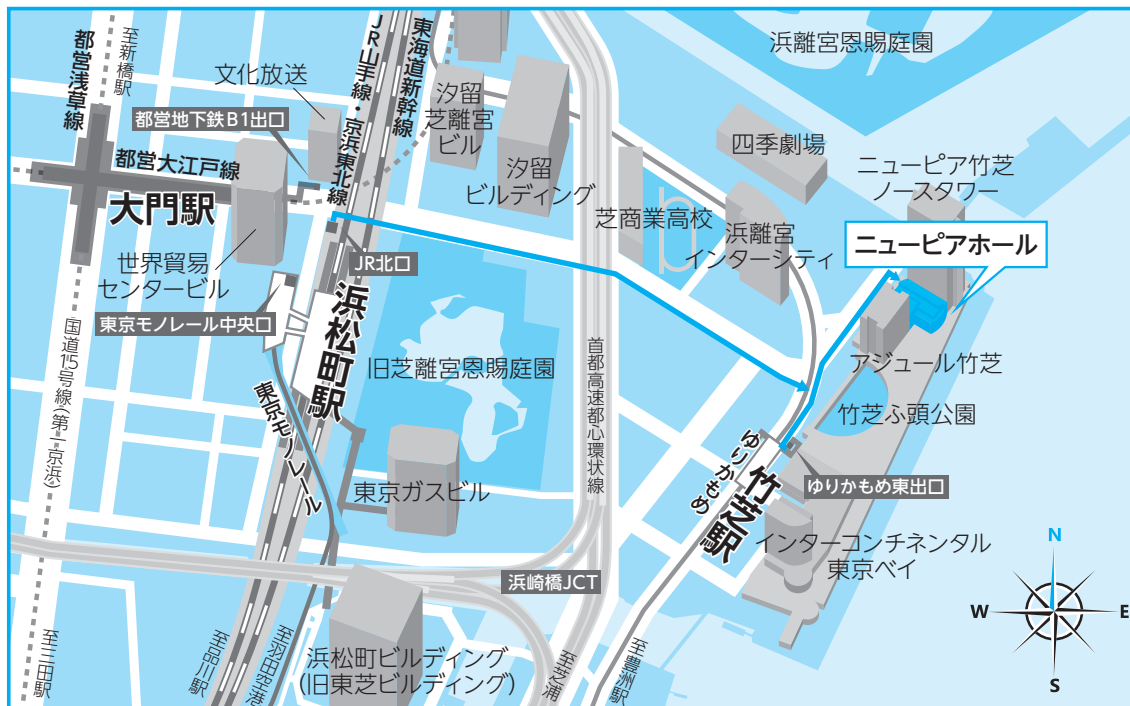 至新橋駅
都営浅草線
文化放送
都営地下鉄B1出口
都営大江戸線
大門駅
世界貿易
センタービル
東京モノレール中央口
国道15号線(第一京浜)
至三田駅
JR山手線・京浜東北線
東海道新幹線
JR北口
浜松町駅
東京モノレール
至品川駅
至羽田空港
汐留
芝離宮
ビル
汐留
ビルディング
旧芝離宮恩賜庭園
東京ガスビル
浜松町ビルディング
(旧東芝ビルディング)
首都高速都心環状線
浜崎橋JCT
至芝浦
浜離宮恩賜庭園
四季劇場
芝商業高校
浜離宮
インターシティ
ニューピア竹芝
ノースタワー
ニューピアホール
アジュール竹芝
竹芝ふ頭公園
ゆりかもめ
竹芝駅
ゆりかもめ東出口
インターコンチネンタル
東京ベイ
至豊洲駅
N
W
E
S